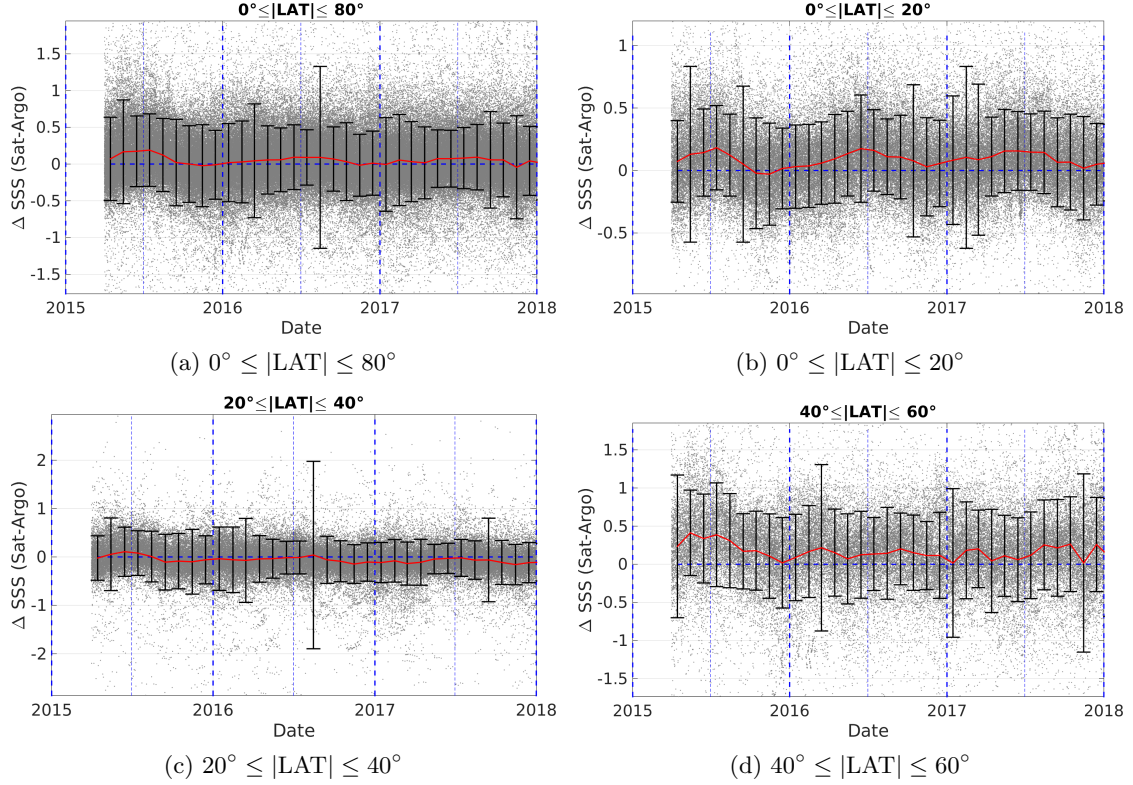 0°≤|LAT|≤ 80°
Δ SSS (Sat-Argo)
1.5
1
0.5
0
-0.5
-1
-1.5
2015
2016
2017
2018
Date
(a) 0° ≤ |LAT| ≤ 80°
0°≤|LAT|≤ 20°
Δ SSS (Sat-Argo)
1
0.5
0
-0.5
2015
2016
2017
2018
Date
(b) 0° ≤ |LAT| ≤ 20°
20°≤|LAT|≤ 40°
Δ SSS (Sat-Argo)
2
1
0
-1
-2
2015
2016
2017
2018
Date
(c) 20° ≤ |LAT| ≤ 40°
40°≤|LAT|≤ 60°
Δ SSS (Sat-Argo)
1.5
1
0.5
0
-0.5
-1
-1.5
2015
2016
2017
2018
Date
(d) 40° ≤ |LAT| ≤ 60°